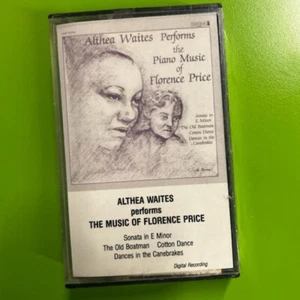 Althea Waites Performs
the
Piano Music
of
Florence Price
Sonata in
E Minor
The Old Boatman
Cotton Dance
Dances in the
Canebrakes
ALTHEA WAITES
performs
THE MUSIC OF FLORENCE PRICE
Sonata in E Minor
The Old Boatman Cotton Dance
Dances in the Canebrakes
Digital Recording